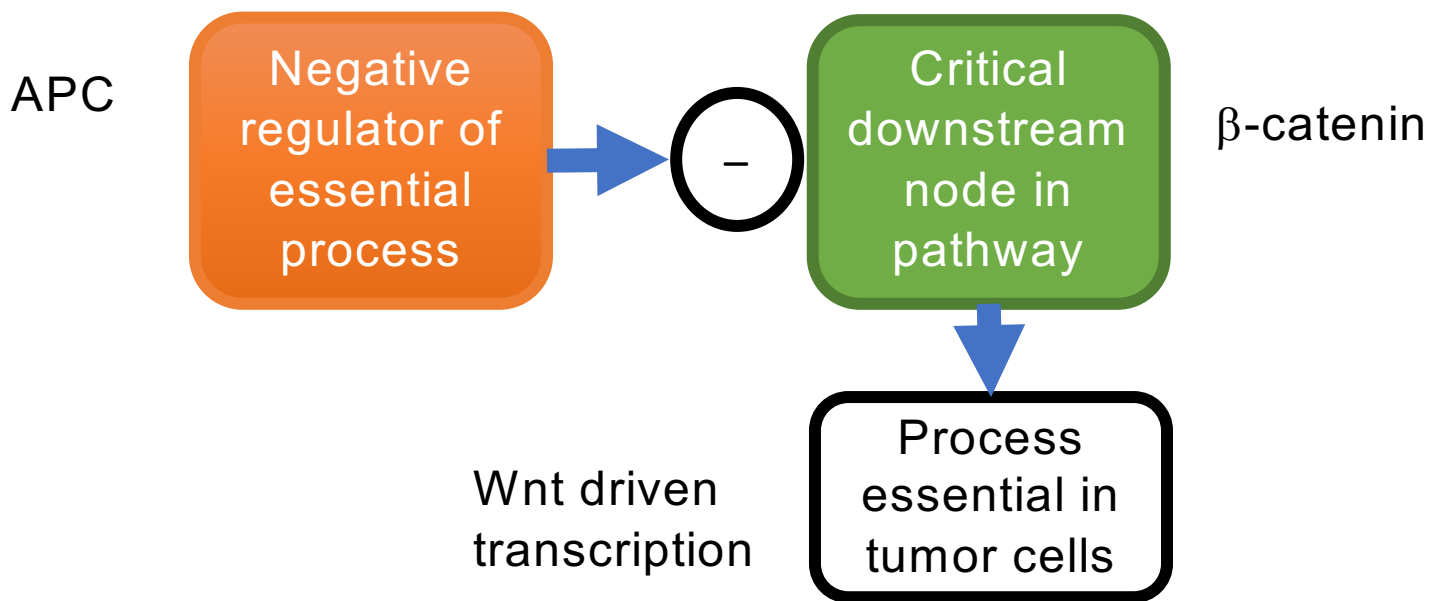 APC
Negative
regulator of
essential
process
–
Critical
downstream
node in
pathway
β-catenin
Wnt driven
transcription
Process
essential in
tumor cells